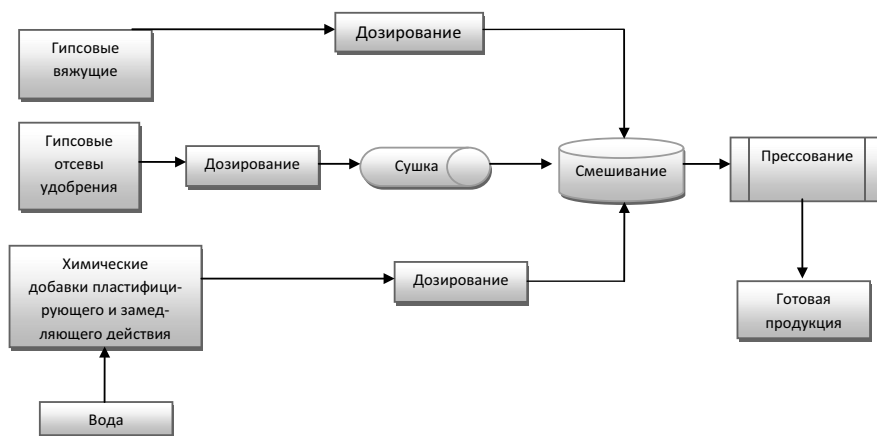 Гипсовые
вяжущие
Дозирование
Гипсовые
отсевы
удобрения
Дозирование
Сушка
Смешивание
Прессование
Химические
добавки пластифици-
рующего и замед-
ляющего действия
Дозирование
Готовая
продукция
Вода